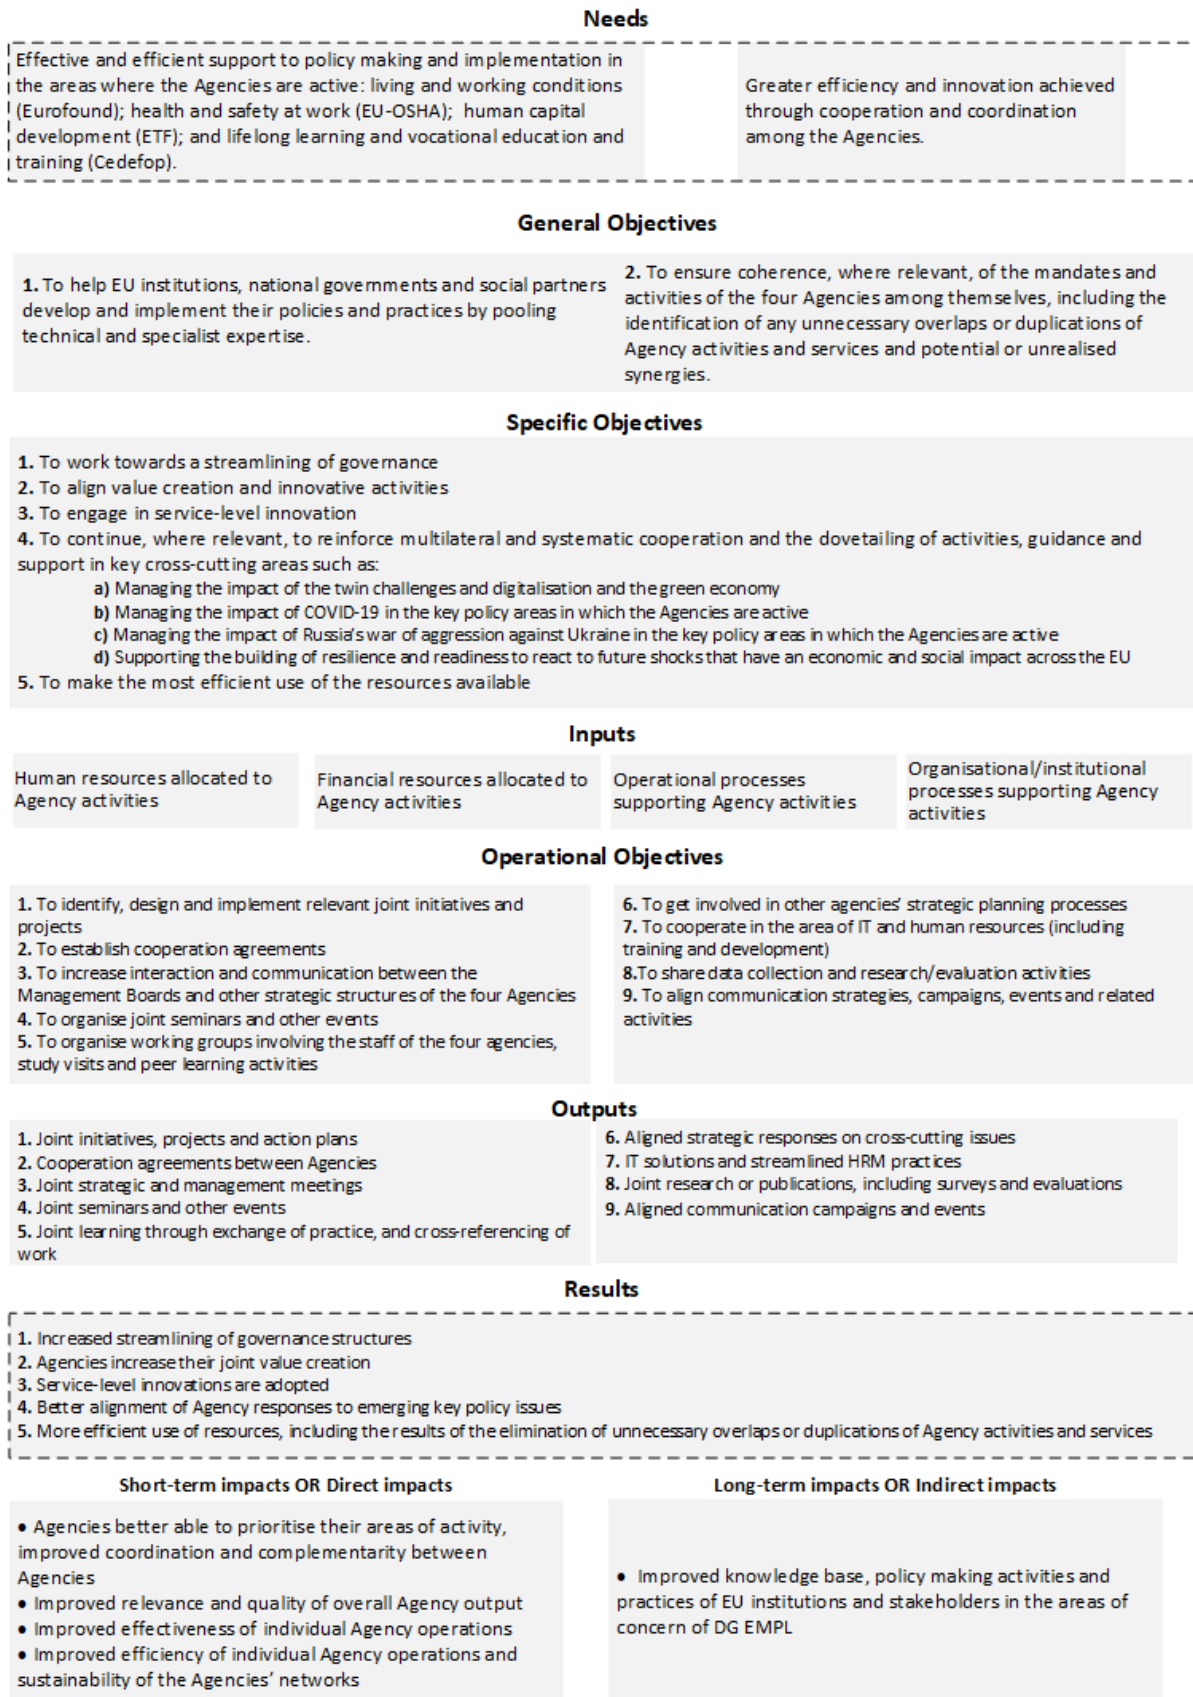 Needs
Effective and efficient support to policy making and implementation in
the areas where the Agencies are active: living and working conditions
(Eurofound); health and safety at work (EU-OSHA); human capital
development (ETF); and lifelong learning and vocational education and
training (Cedefop).
Greater efficiency and innovation achieved
through cooperation and coordination
among the Agencies.
General Objectives
1. To help EU institutions, national governments and social partners
develop and implement their policies and practices by pooling
technical and specialist expertise.
2. To ensure coherence, where relevant, of the mandates and
activities of the four Agencies among themselves, including the
identification of any unnecessary overlaps or duplications of
Agency activities and services and potential or unrealised
synergies.
Specific Objectives
1. To work towards a streamlining of governance
2. To align value creation and innovative activities
3. To engage in service-level innovation
4. To continue, where relevant, to reinforce multilateral and systematic cooperation and the dovetailing of activities, guidance and
support in key cross-cutting areas such as:
a) Managing the impact of the twin challenges and digitalisation and the green economy
b) Managing the impact of COVID-19 in the key policy areas in which the Agencies are active
c) Managing the impact of Russia's war of aggression against Ukraine in the key policy areas in which the Agencies are active
d) Supporting the building of resilience and readiness to react to future shocks that have an economic and social impact across the EU
5. To make the most efficient use of the resources available
Inputs
Human resources allocated to
Agency activities
Financial resources allocated to
Agency activities
Operational processes
supporting Agency activities
Organisational/institutional
processes supporting Agency
activities
Operational Objectives
1. To identify, design and implement relevant joint initiatives and
projects
2. To establish cooperation agreements
3. To increase interaction and communication between the
Management Boards and other strategic structures of the four Agencies
4. To organise joint seminars and other events
5. To organise working groups involving the staff of the four agencies,
study visits and peer learning activities
6. To get involved in other agencies' strategic planning processes
7. To cooperate in the area of IT and human resources (including
training and development)
8.To share data collection and research/evaluation activities
9. To align communication strategies, campaigns, events and related
activities
Outputs
1. Joint initiatives, projects and action plans
2. Cooperation agreements between Agencies
3. Joint strategic and management meetings
4. Joint seminars and other events
5. Joint learning through exchange of practice, and cross-referencing of
work
6. Aligned strategic responses on cross-cutting issues
7. IT solutions and streamlined HRM practices
8. Joint research or publications, including surveys and evaluations
9. Aligned communication campaigns and events
Results
1. Increased streamlining of governance structures
2. Agencies increase their joint value creation
3. Service-level innovations are adopted
4. Better alignment of Agency responses to emerging key policy issues
5. More efficient use of resources, including the results of the elimination of unnecessary overlaps or duplications of Agency activities and services
Short-term impacts OR Direct impacts
• Agencies better able to prioritise their areas of activity,
improved coordination and complementarity between
Agencies
• Improved relevance and quality of overall Agency output
• Improved effectiveness of individual Agency operations
• Improved efficiency of individual Agency operations and
sustainability of the Agencies' networks
Long-term impacts OR Indirect impacts
• Improved knowledge base, policy making activities and
practices of EU institutions and stakeholders in the areas of
concern of DG EMPL